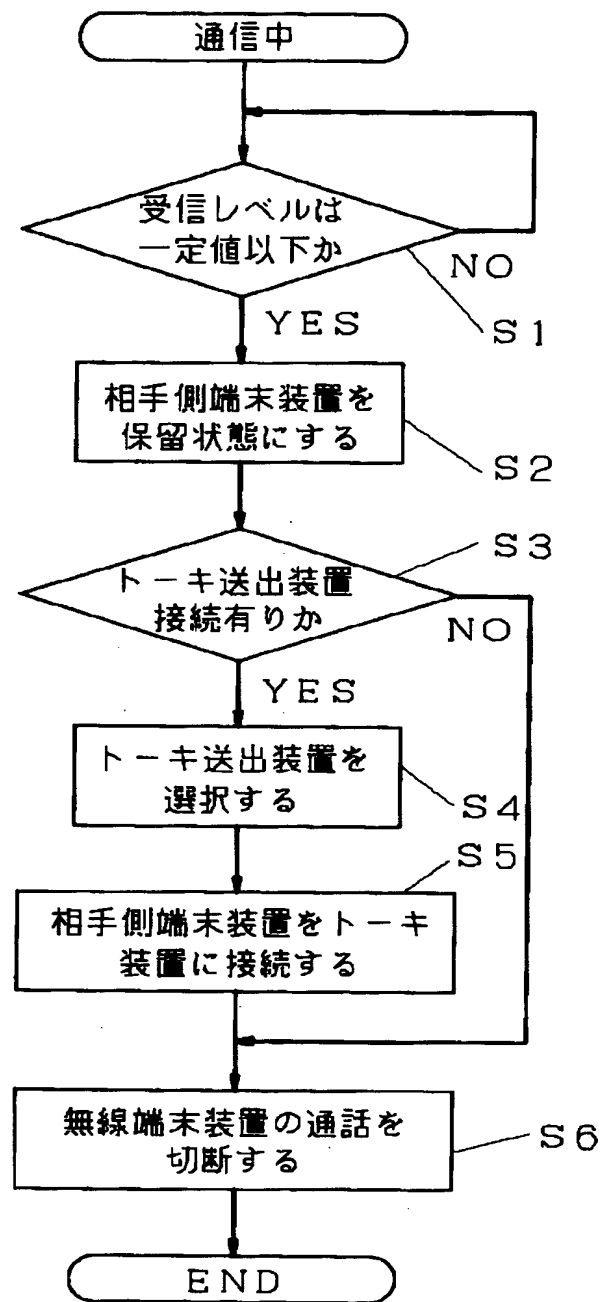 通信中
受信レベルは
一定値以下か
NO
S1
YES
相手側端末装置を
保留状態にする
S2
S3
トーキ送出装置
接続有りか
NO
YES
トーキ送出装置を
選択する
S4
S5
相手側端末装置をトーキ
装置に接続する
無線端末装置の通話を
切断する
S6
END